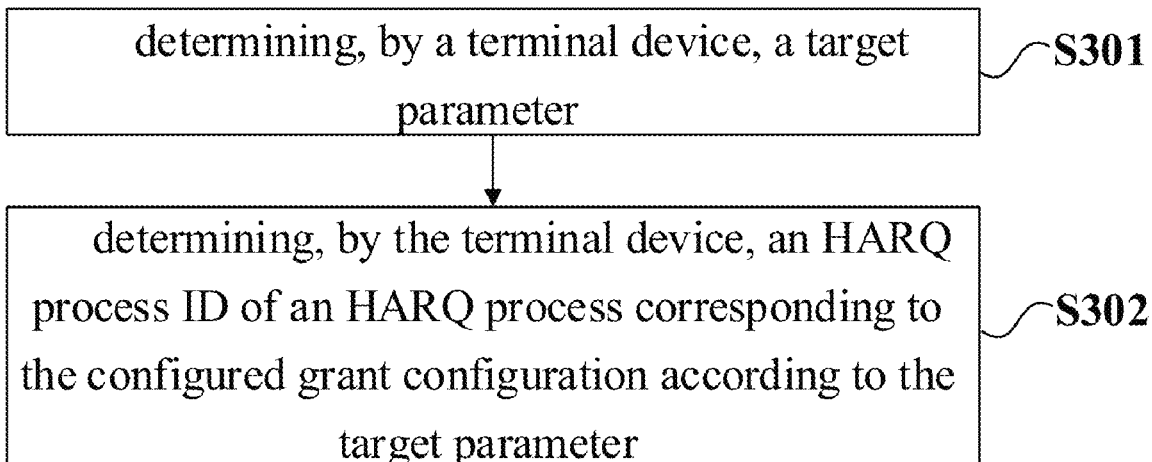 determining, by a terminal device, a target
parameter
S301
determining, by the terminal device, an HARQ
process ID of an HARQ process corresponding to
the configured grant configuration according to the
target parameter
S302